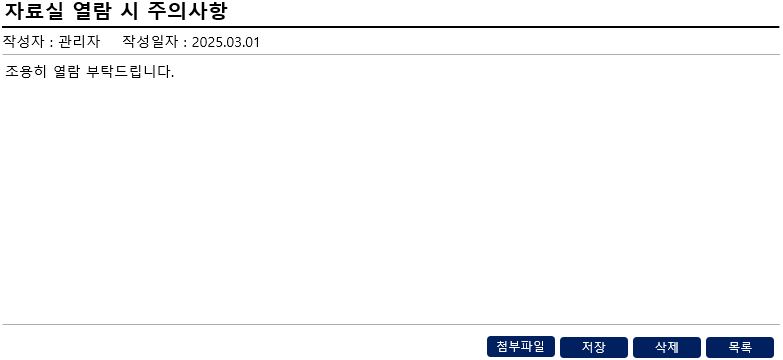 자료실 열람 시 주의사항
작성자 : 관리자 작성일자 : 2025.03.01
조용히 열람 부탁드립니다.
첨부파일 저장 삭제 목록